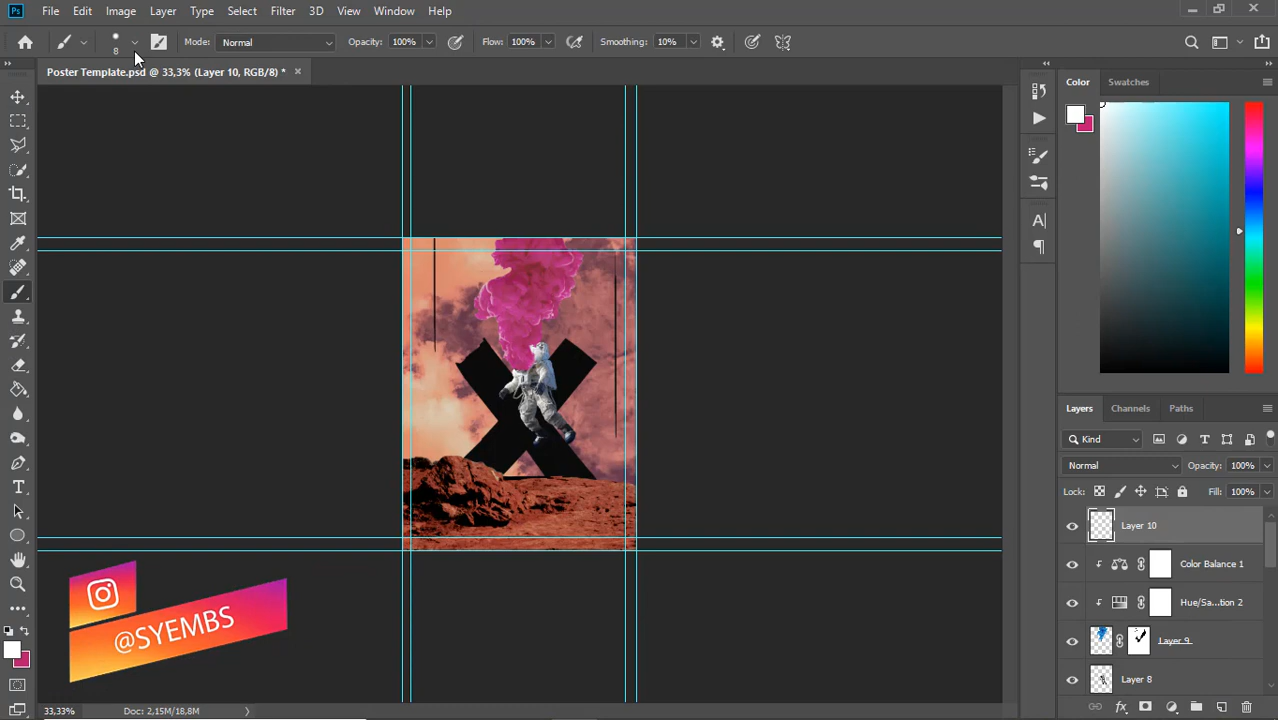 Ps File Edit Image Layer Type Select Filter 3D View Window Help
8 Mode: Normal Opacity: 100% Flow: 100% Smoothing: 10%
Poster Template.psd @ 33,3% (Layer 10, RGB/8) *
Color Swatches
Layers Channels Paths
Kind
Normal Opacity: 100%
Lock: Fill: 100%
Layer 10
Color Balance 1
Hue/Sa...tion 2
Layer 9
Layer 8
@SYEMBS
33,33% Doc: 2,15M/18,8M